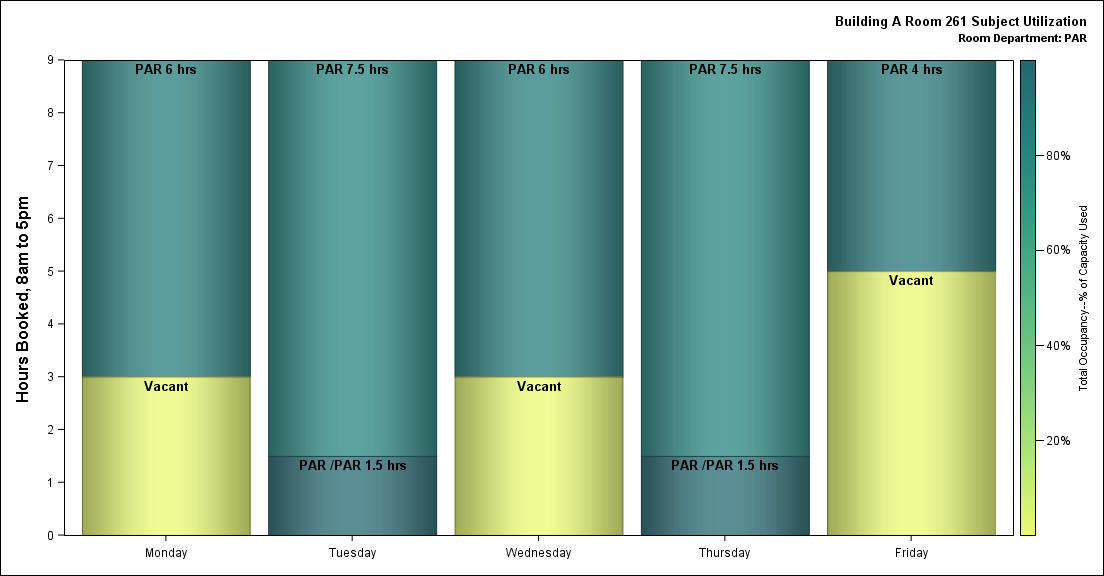 Building A Room 261 Subject Utilization
Room Department: PAR
Hours Booked, 8am to 5pm
9
8
7
6
5
4
3
2
1
0
PAR 6 hrs
Vacant
PAR 7.5 hrs
PAR /PAR 1.5 hrs
PAR 6 hrs
Vacant
PAR 7.5 hrs
PAR /PAR 1.5 hrs
PAR 4 hrs
Vacant
Monday
Tuesday
Wednesday
Thursday
Friday
80%
60%
40%
20%
Total Occupancy--% of Capacity Used